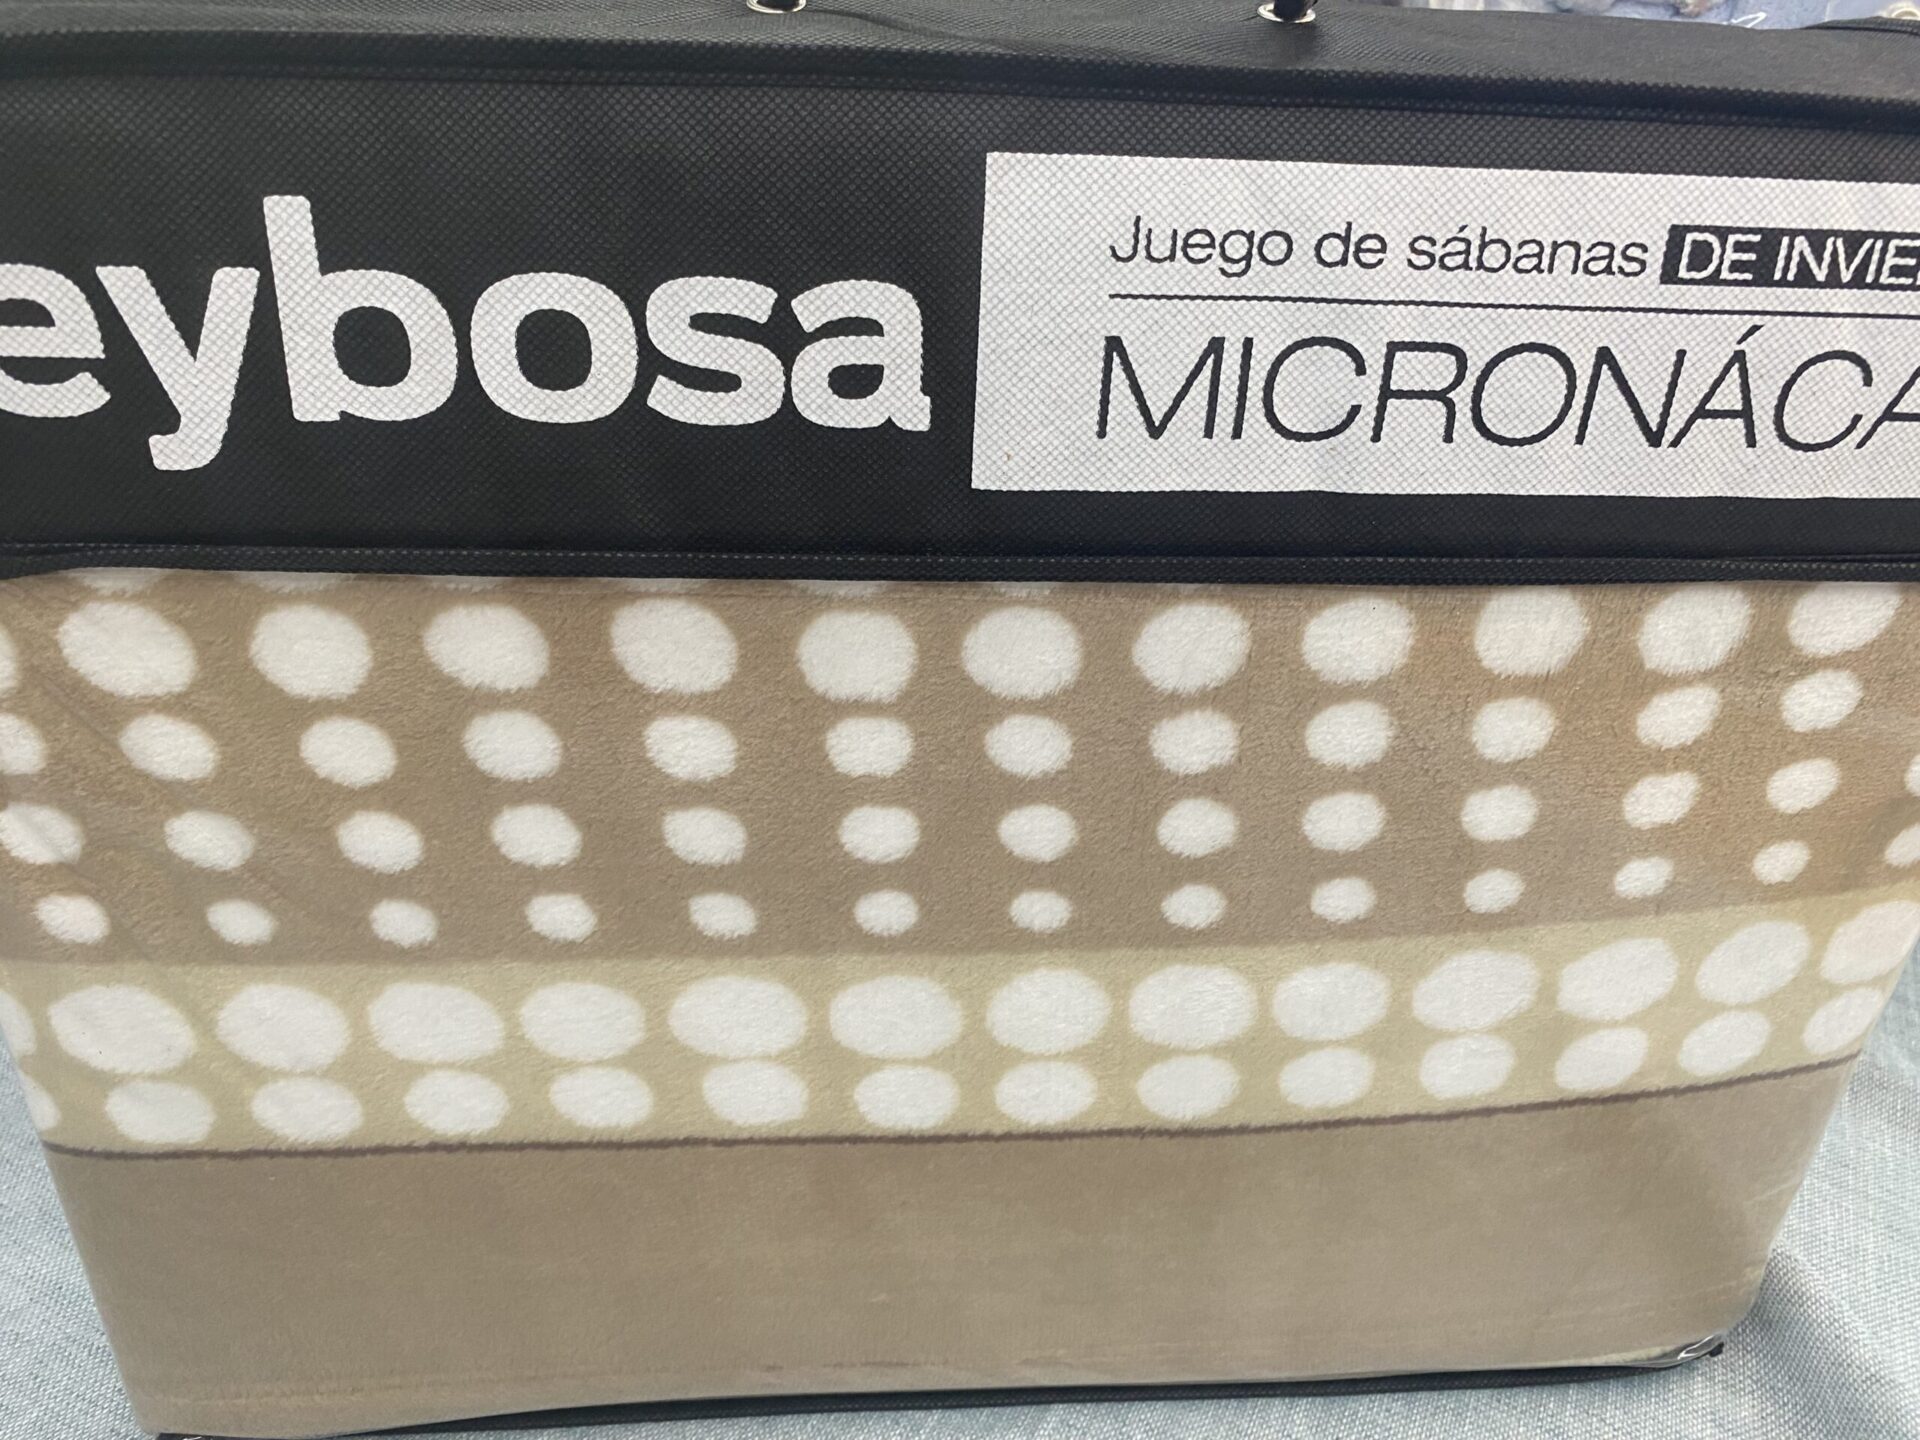 eybosa
Juego de sábanas DE INVIE
MICRONÁCA